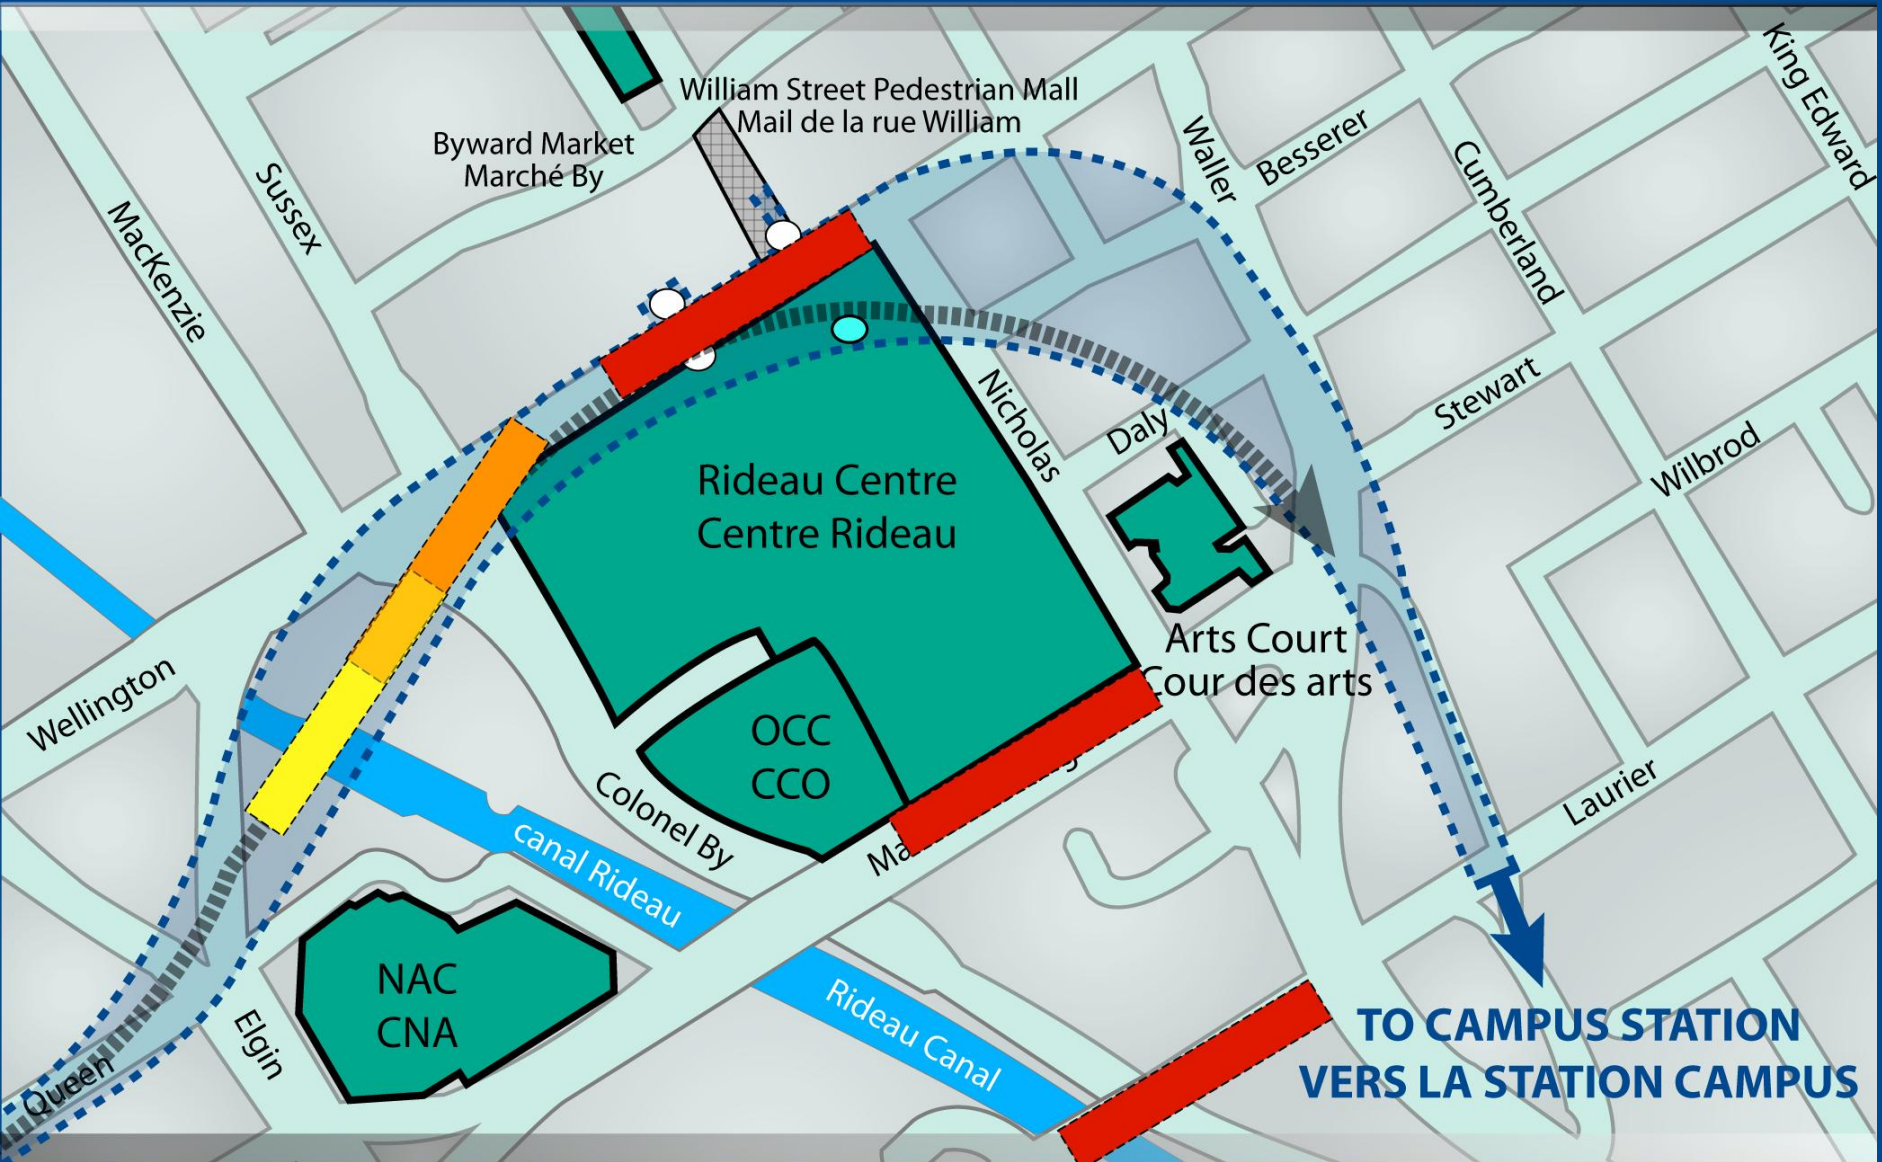 William Street Pedestrian Mall
Mail de la rue William
Byward Market
Marché By
King Edward
Waller
Besserer
Cumberland
Sussex
MacKenzie
Nicholas
Daly
Stewart
Wilbrod
Rideau Centre
Centre Rideau
Arts Court
Cour des arts
Wellington
OCC
CCO
Colonel By
canal Rideau
Laurier
NAC
CNA
Rideau Canal
Elgin
Queen
TO CAMPUS STATION
VERS LA STATION CAMPUS